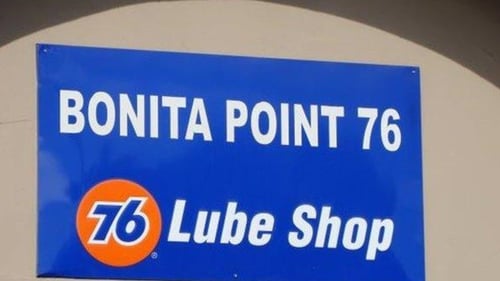 BONITA POINT 76
76® Lube Shop